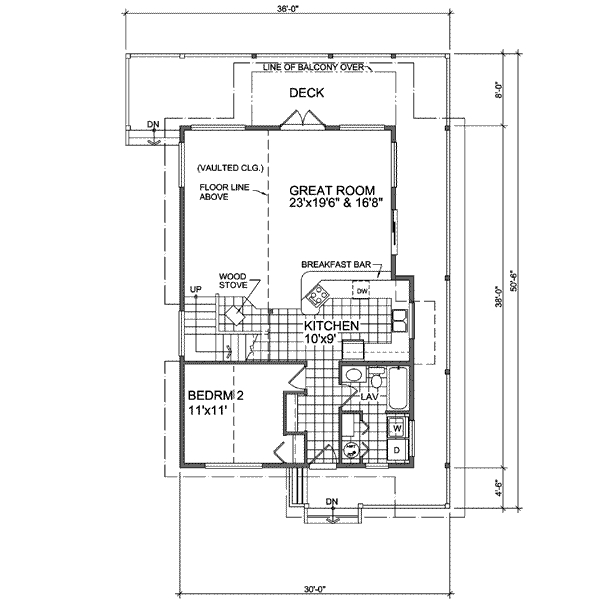 36'-0"
LINE OF BALCONY OVER
DECK
8'-0"
DN
(VAULTED CLG.)
FLOOR LINE
ABOVE
GREAT ROOM
23'x19'6" & 16'8"
BREAKFAST BAR
WOOD
STOVE
UP
DW
38'-0"
50'-6"
KITCHEN
10'x9'
BEDRM 2
11'x11'
LAV
W
D
4'-6"
DN
30'-0"